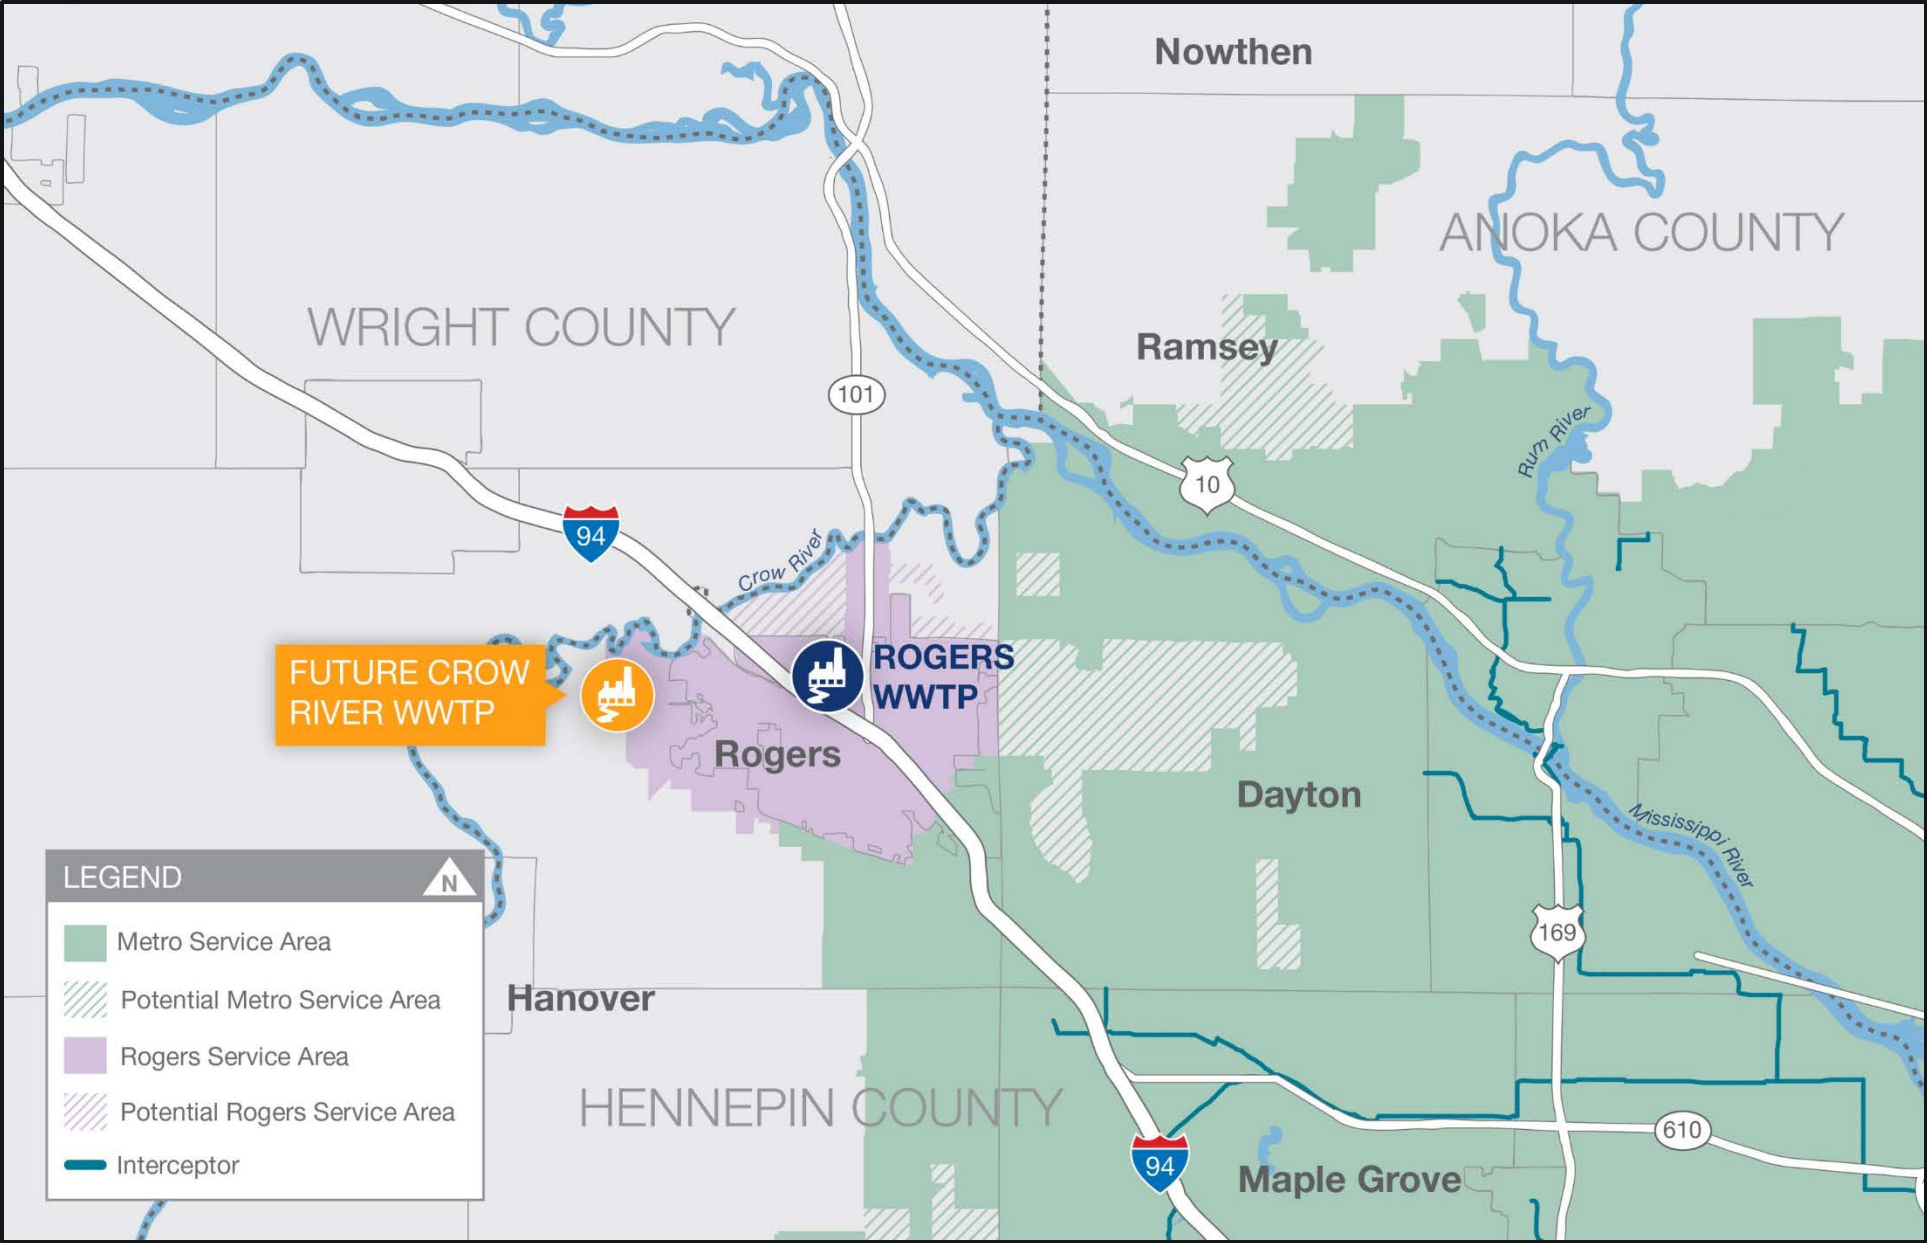 Nowthen
ANOKA COUNTY
WRIGHT COUNTY
Ramsey
101
Rum River
10
94
Crow River
FUTURE CROW
RIVER WWTP
ROGERS
WWTP
Rogers
Dayton
Mississippi River
LEGEND
N
Metro Service Area
Potential Metro Service Area
Rogers Service Area
Potential Rogers Service Area
Interceptor
169
Hanover
HENNEPIN COUNTY
610
94
Maple Grove